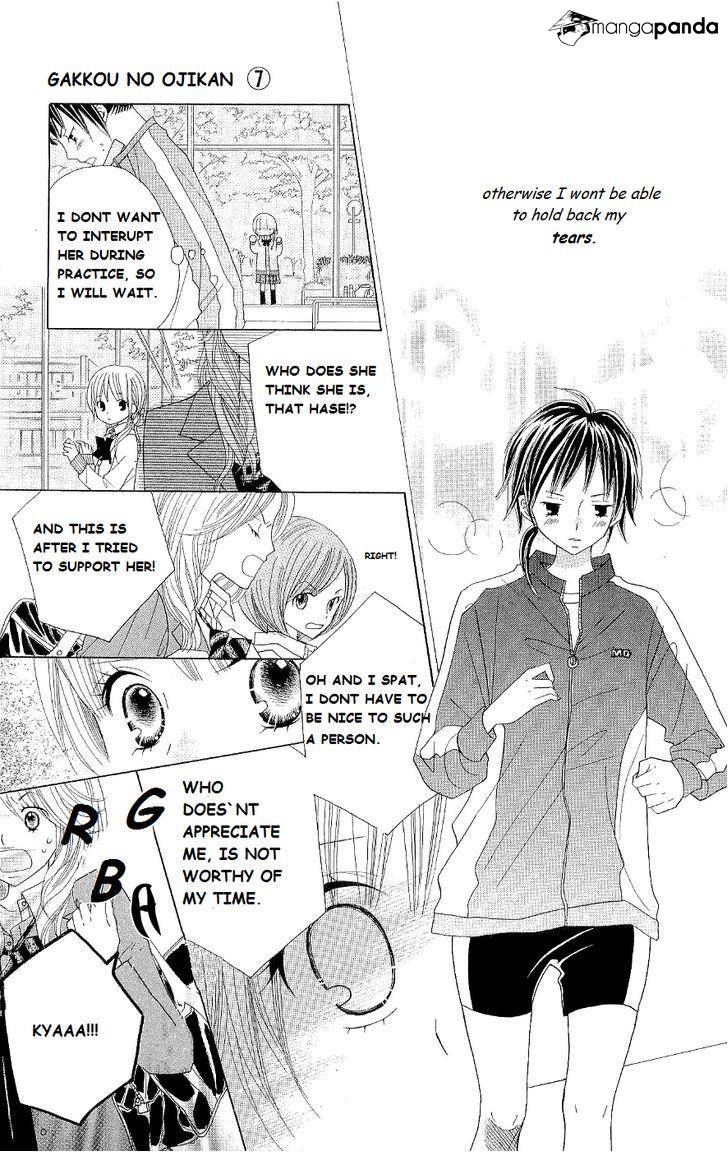 mangapanda
GAKKOU NO OJIKAN 7
otherwise I wont be able
to hold back my
tears.
I DONT WANT
TO INTERUPT
HER DURING
PRACTICE, SO
I WILL WAIT.
WHO DOES SHE
THINK SHE IS,
THAT HASE!?
AND THIS IS
AFTER I TRIED
TO SUPPORT HER!
RIGHT!
MG
OH AND I SPAT,
I DONT HAVE TO
BE NICE TO SUCH
A PERSON.
WHO
DOES`NT
APPRECIATE
ME, IS NOT
WORTHY OF
MY TIME.
GRAB
KYAAA!!!